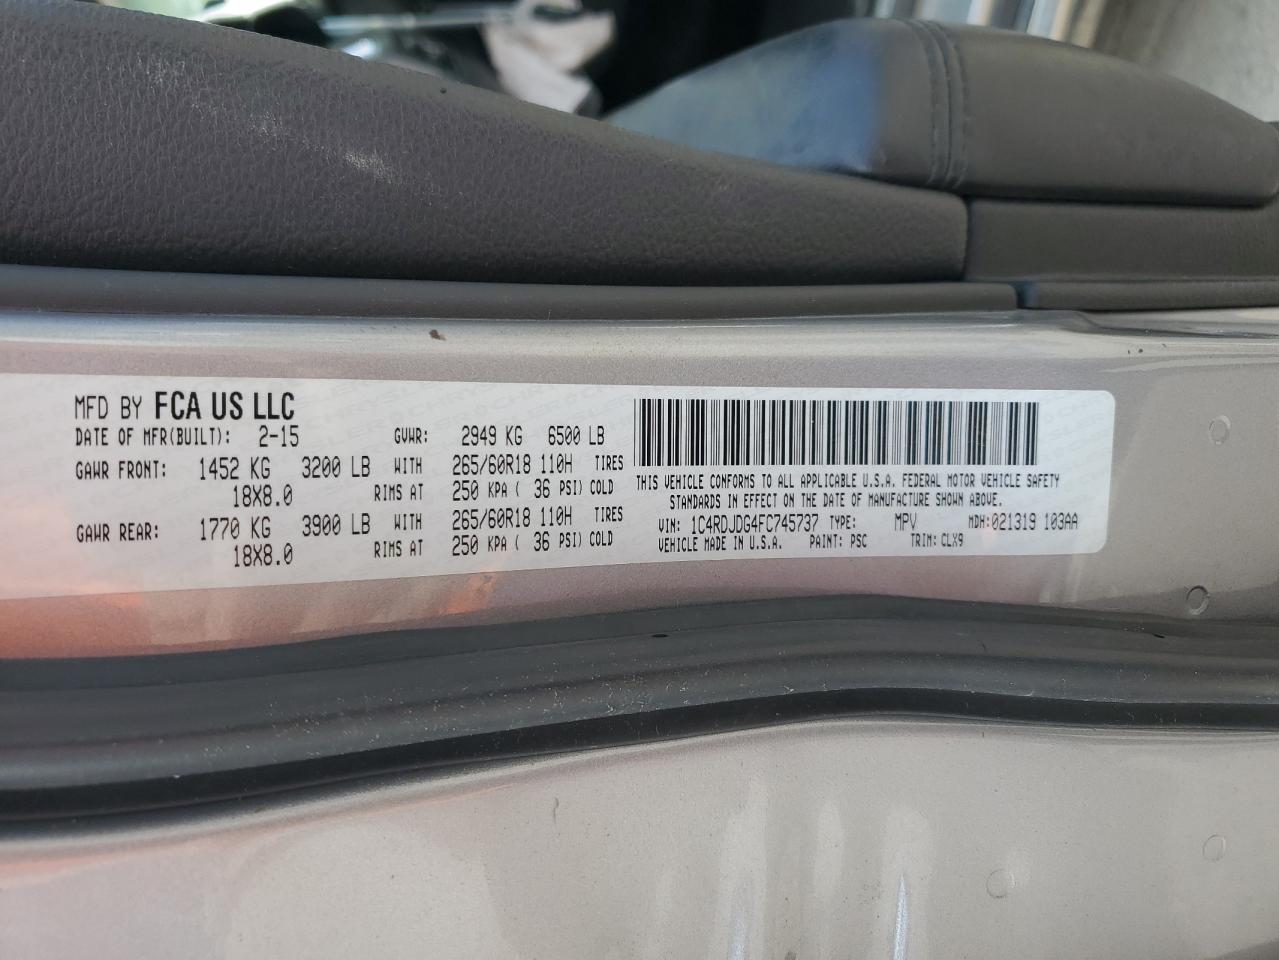 MFD BY FCA US LLC
DATE OF MFR(BUILT): 2-15 GVWR: 2949 KG 6500 LB
GAWR FRONT: 1452 KG 3200 LB WITH 265/60R18 110H TIRES
18X8.0 RIMS AT 250 KPA ( 36 PSI) COLD
GAWR REAR: 1770 KG 3900 LB WITH 265/60R18 110H TIRES
18X8.0 RIMS AT 250 KPA ( 36 PSI) COLD
THIS VEHICLE CONFORMS TO ALL APPLICABLE U.S.A. FEDERAL MOTOR VEHICLE SAFETY
STANDARDS IN EFFECT ON THE DATE OF MANUFACTURE SHOWN ABOVE.
VIN: 1C4RDJDG4FC745737 TYPE: MPV MDH:021319 103AA
VEHICLE MADE IN U.S.A. PAINT: PSC TRIM: CLX9